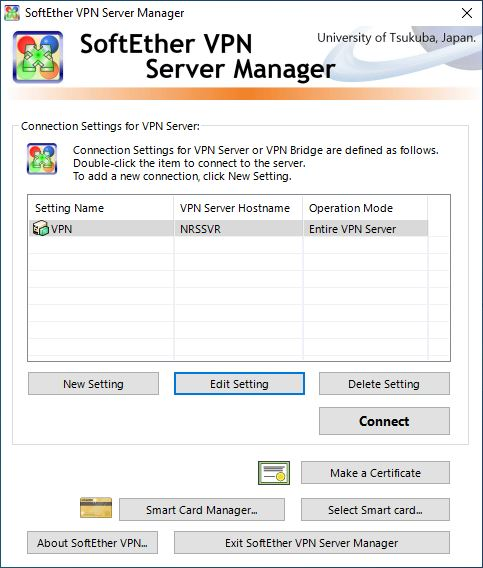 SoftEther VPN Server Manager
SoftEther VPN
Server Manager
University of Tsukuba, Japan.
Connection Settings for VPN Server:
Connection Settings for VPN Server or VPN Bridge are defined as follows.
Double-click the item to connect to the server.
To add a new connection, click New Setting.
Setting Name VPN Server Hostname Operation Mode
VPN NRSSVR Entire VPN Server
New Setting Edit Setting Delete Setting
Connect
Make a Certificate
Smart Card Manager... Select Smart card...
About SoftEther VPN... Exit SoftEther VPN Server Manager